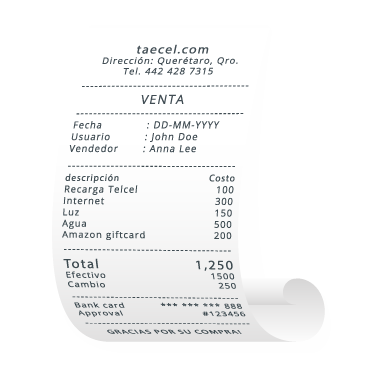 taecel.com
Dirección: Querétaro, Qro.
Tel. 442 428 7315
VENTA
Fecha : DD-MM-YYYY
Usuario : John Doe
Vendedor : Anna Lee
descripción Costo
Recarga Telcel 100
Internet 300
Luz 150
Agua 500
Amazon giftcard 200
Total 1,250
Efectivo 1500
Cambio 250
Bank card *** *** *** 888
Approval #123456
GRACIAS POR SU COMPRA!